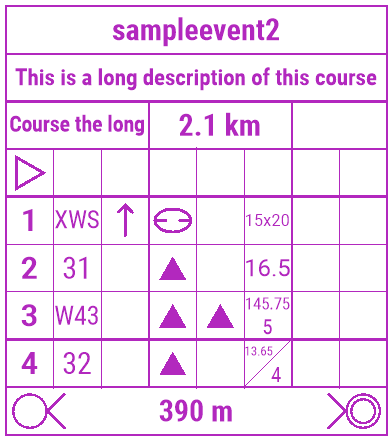 sampleevent2
This is a long description of this course
Course the long 2.1 km
1 XWS 15x20
2 31 16.5
3 W43 145.75
5
4 32 13.65
4
390 m